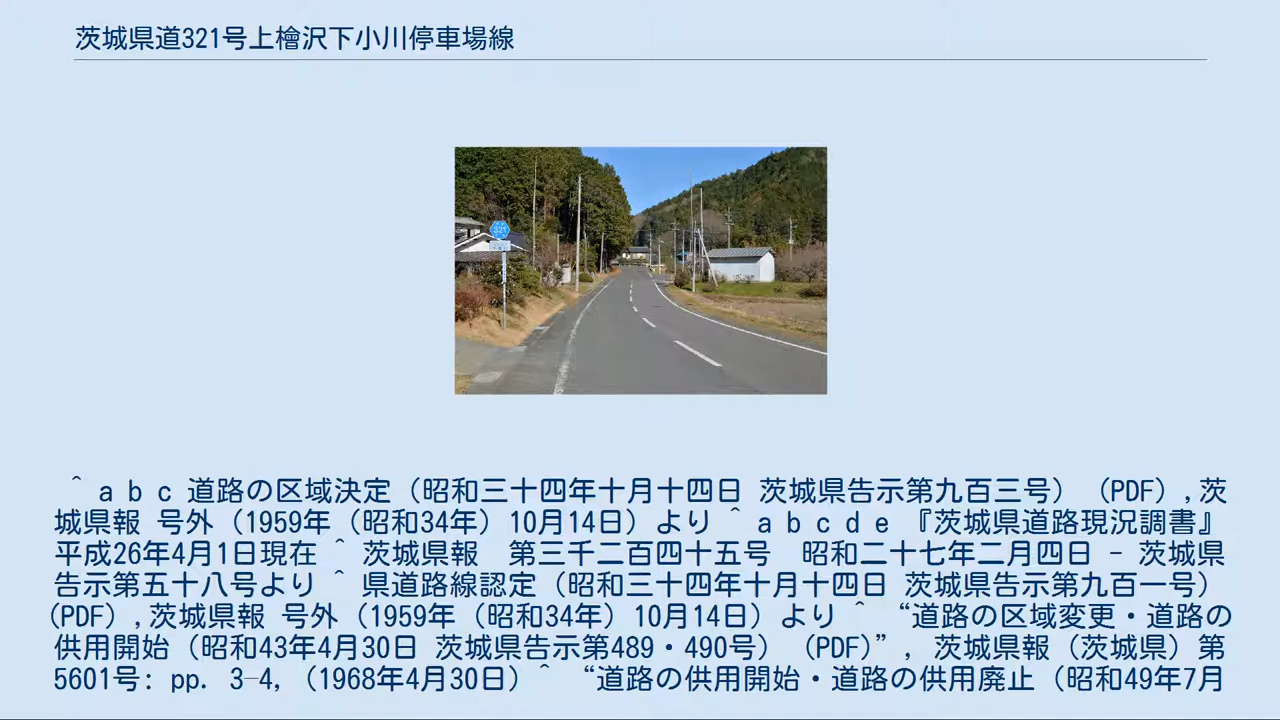 茨城県道321号上檜沢下小川停車場線
321
^ a b c 道路の区域決定（昭和三十四年十月十四日 茨城県告示第九百三号）（PDF）,茨
城県報 号外（1959年（昭和34年）10月14日）より ^ a b c d e 『茨城県道路現況調書』
平成26年4月1日現在 ^ 茨城県報　第三千二百四十五号　昭和二十七年二月四日 - 茨城県
告示第五十八号より ^ 県道路線認定（昭和三十四年十月十四日 茨城県告示第九百一号）
(PDF）,茨城県報 号外（1959年（昭和34年）10月14日）より ^ “道路の区域変更・道路の
供用開始（昭和43年4月30日 茨城県告示第489・490号）（PDF）”, 茨城県報（茨城県）第
5601号: pp. 3–4, （1968年4月30日）^ “道路の供用開始・道路の供用廃止（昭和49年7月